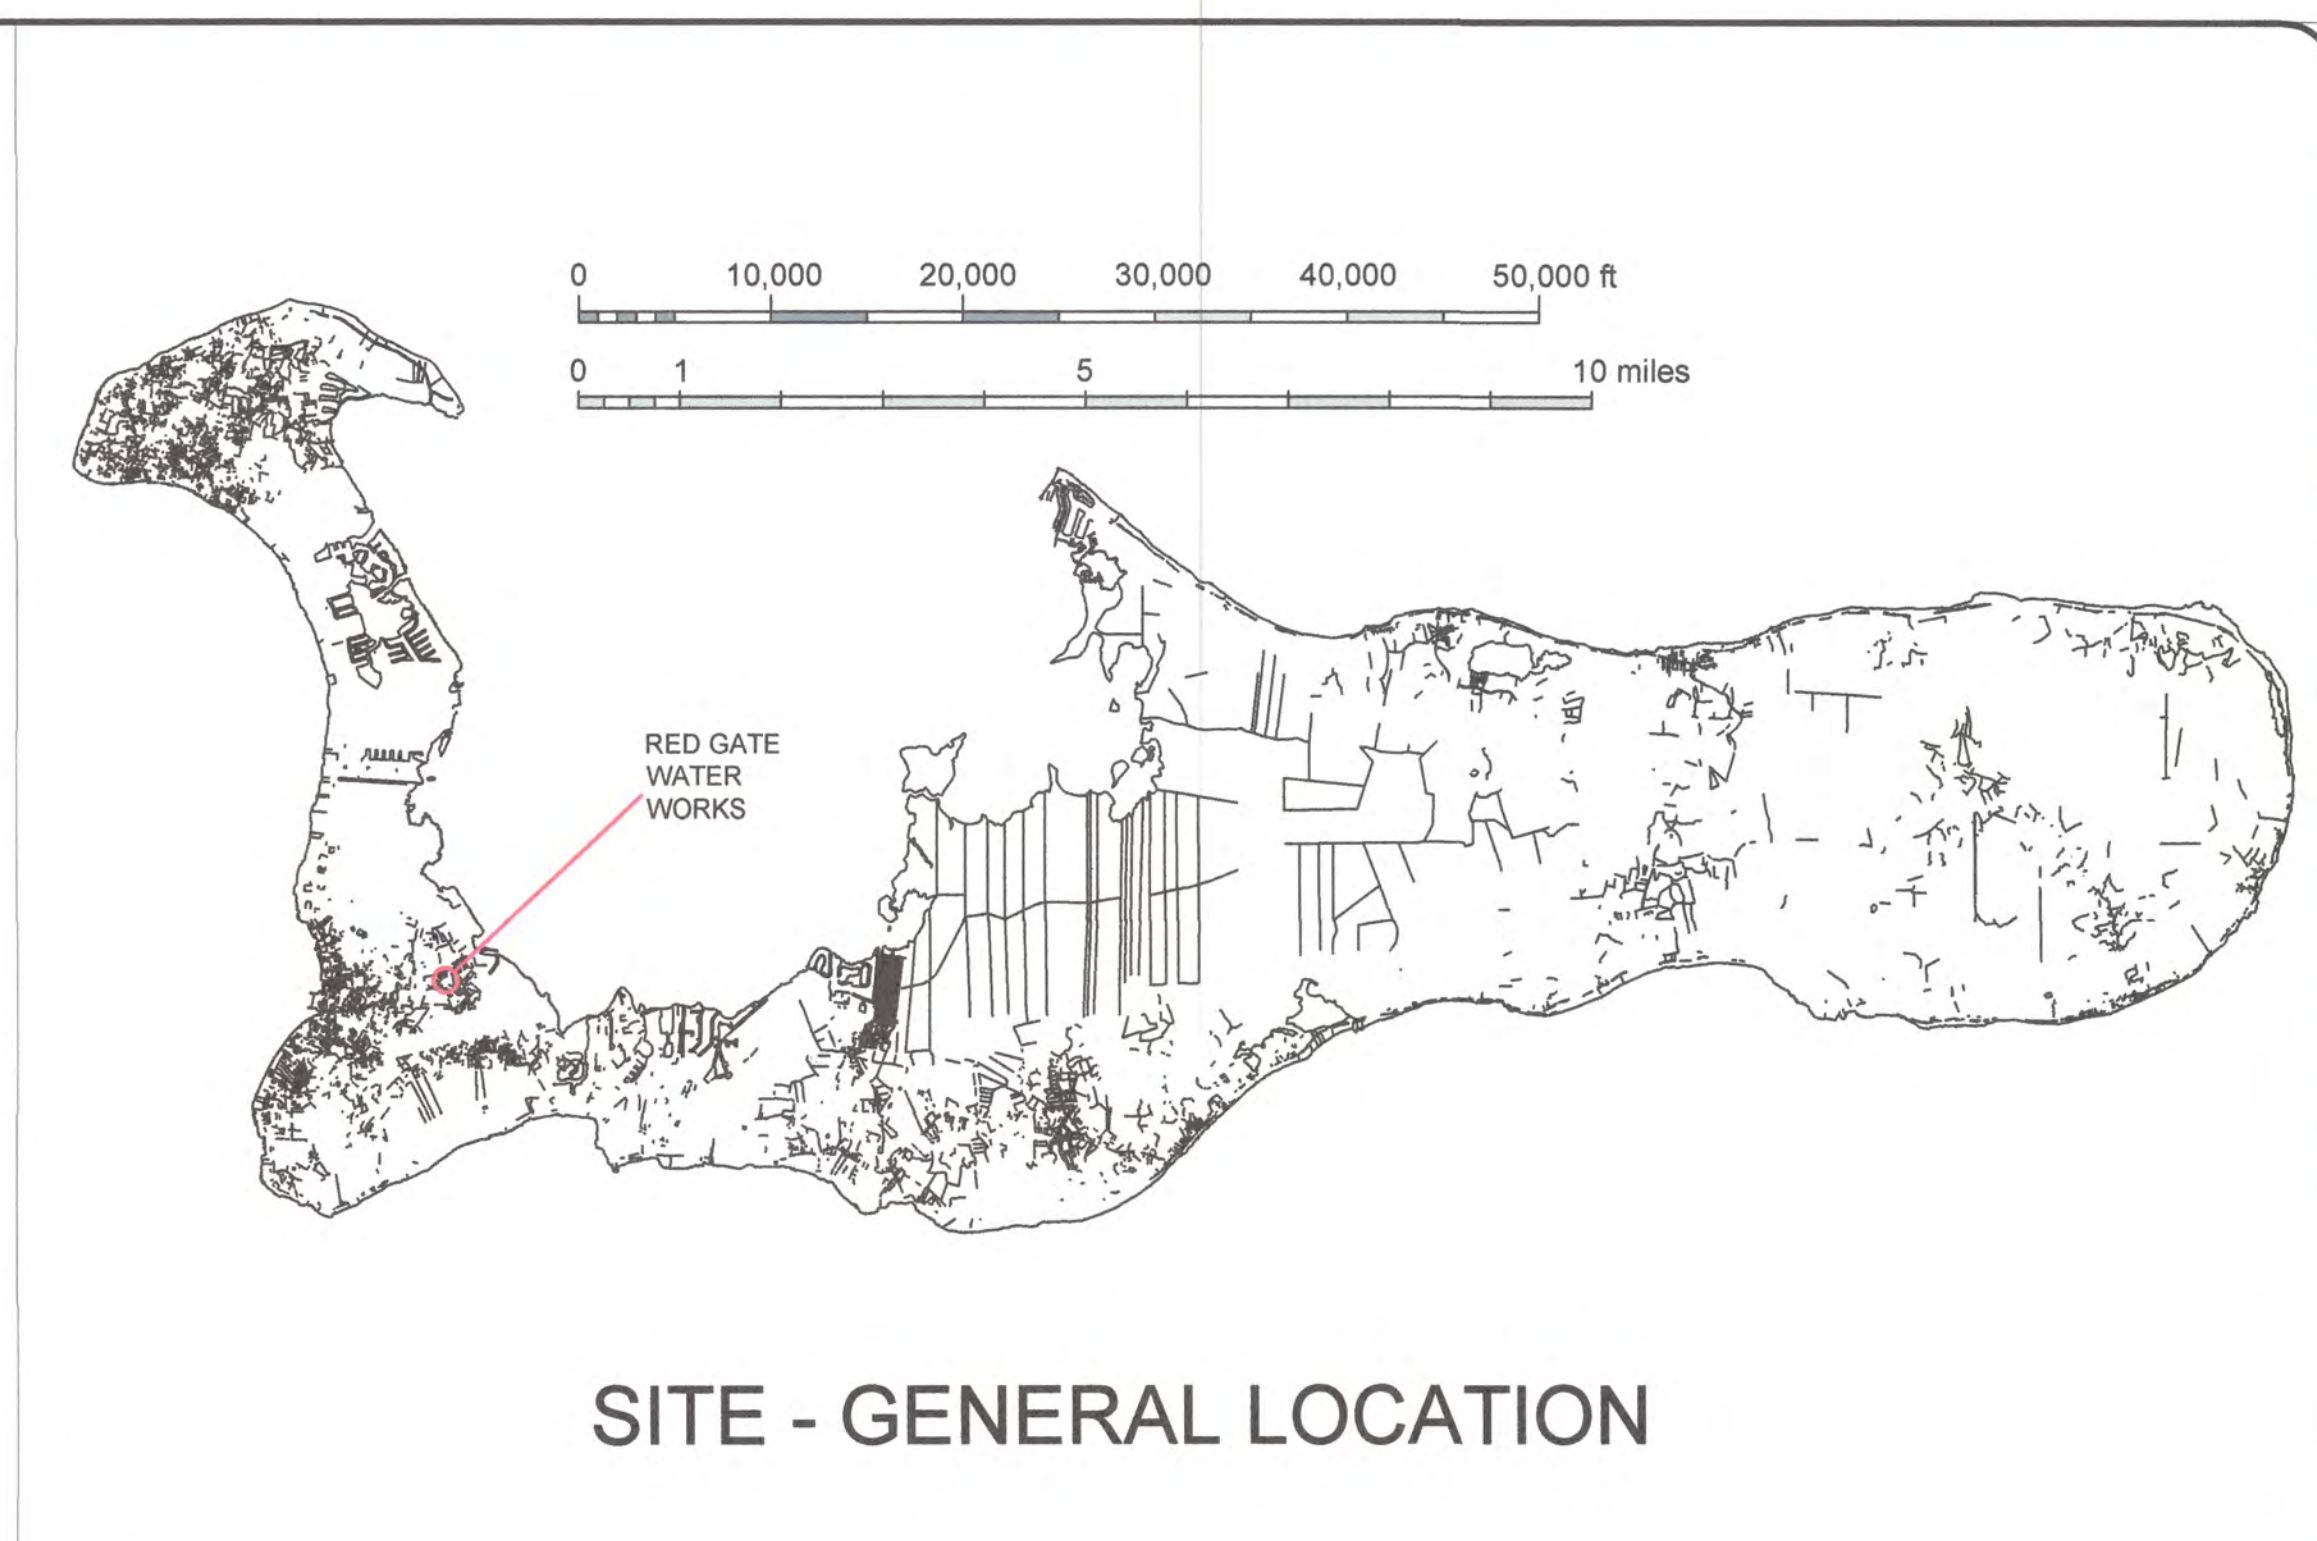 0 10,000 20,000 30,000 40,000 50,000 ft
0 1 5 10 miles
RED GATE
WATER
WORKS
SITE - GENERAL LOCATION